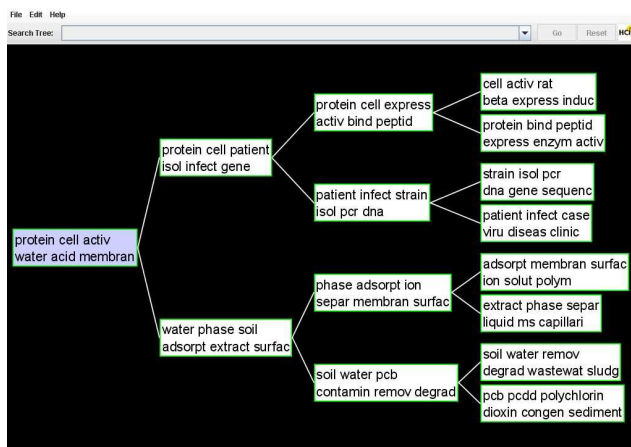 File Edit Help
Search Tree:
Go Reset HCI
cell activ rat
beta express induc
protein cell express
activ bind peptid
protein bind peptid
express enzym activ
protein cell patient
isol infect gene
strain isol pcr
dna gene sequenc
patient infect strain
isol pcr dna
patient infect case
viru diseas clinic
protein cell activ
water acid membran
adsorpt membran surfac
ion solut polym
phase adsorpt ion
separ membran surfac
extract phase separ
liquid ms capillari
water phase soil
adsorpt extract surfac
soil water remov
degrad wastewat sludg
soil water pcb
contamin remov degrad
pcb pcdd polychlorin
dioxin congen sediment